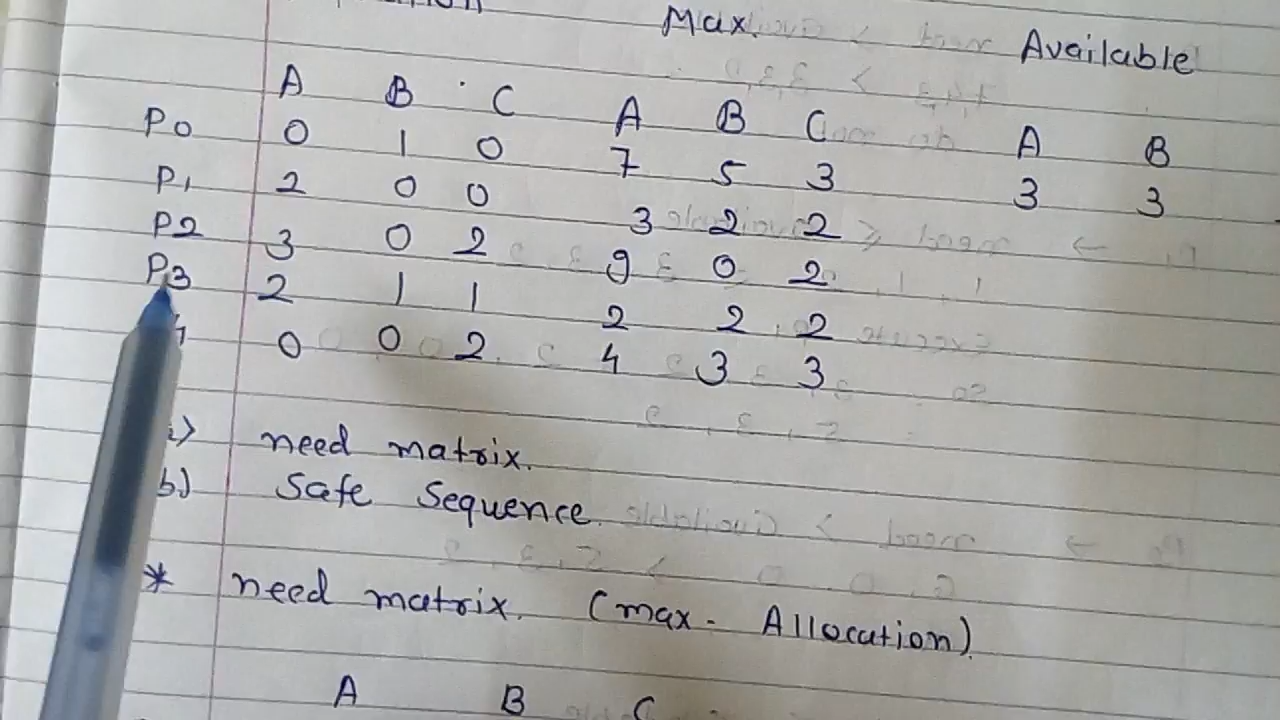 Max. Available
A B C A B C A B
P0 0 1 0 7 5 3 3 3
P1 2 0 0 3 2 2
P2 3 0 2 9 0 2
P3 2 1 1 2 2 2
0 0 2 4 3 3
need matrix.
b) Safe Sequence.
* need matrix. (max - Allocation)
A B C